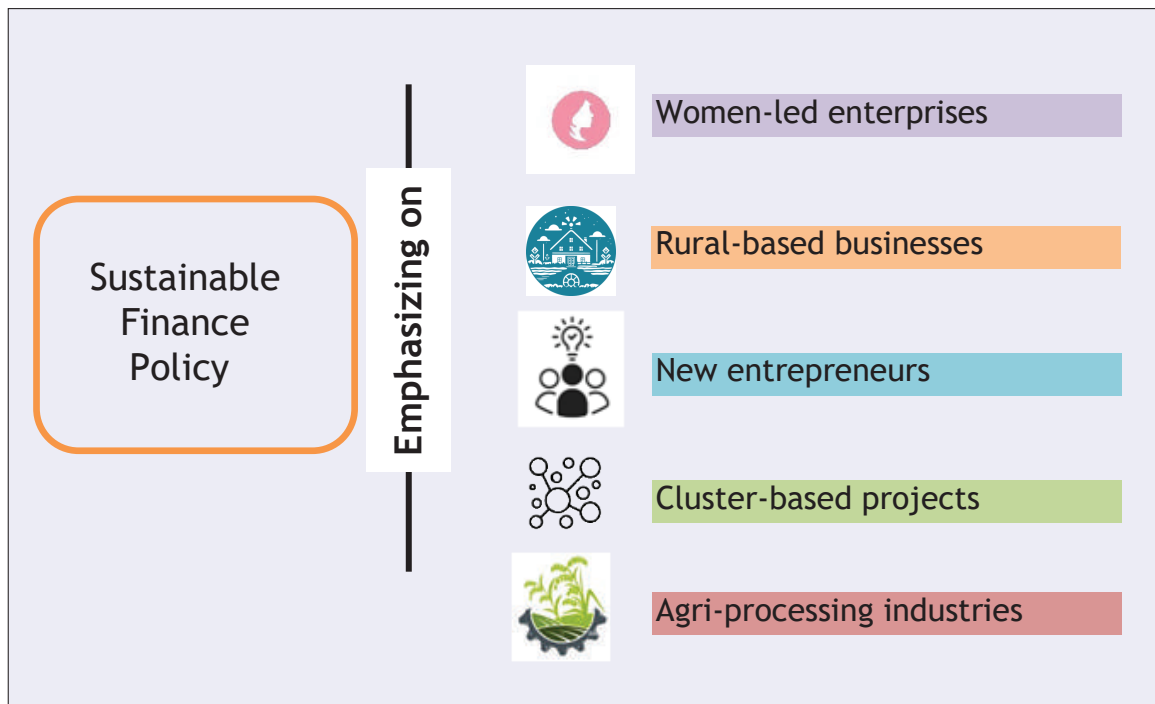 Sustainable
Finance
Policy
Emphasizing on
Women-led enterprises
Rural-based businesses
New entrepreneurs
Cluster-based projects
Agri-processing industries